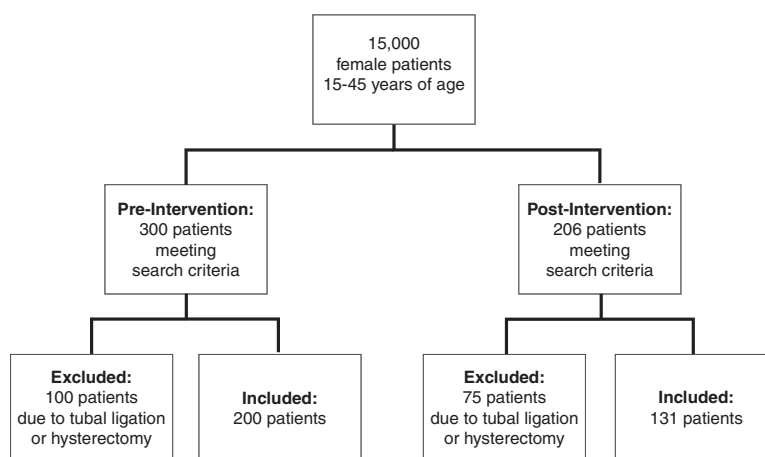 15,000
female patients
15-45 years of age
Pre-Intervention:
300 patients
meeting
search criteria
Post-Intervention:
206 patients
meeting
search criteria
Excluded:
100 patients
due to tubal ligation
or hysterectomy
Included:
200 patients
Excluded:
75 patients
due to tubal ligation
or hysterectomy
Included:
131 patients